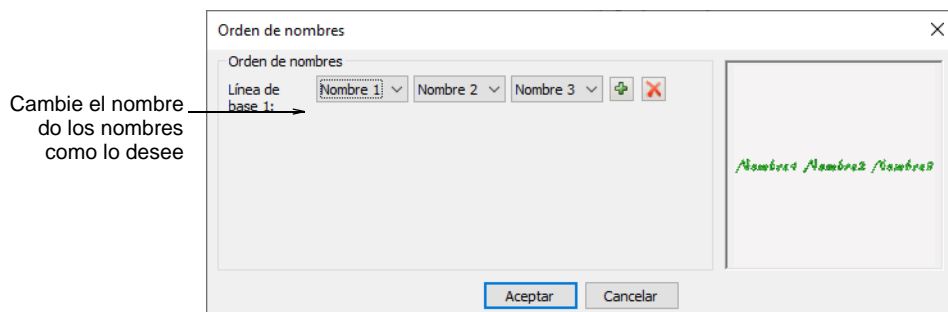 Orden de nombres
Orden de nombres
Línea de base 1:
Nombre 1 Nombre 2 Nombre 3
Cambie el nombre
do los nombres
como lo desee
Nombre1 Nombre2 Nombre3
Aceptar Cancelar